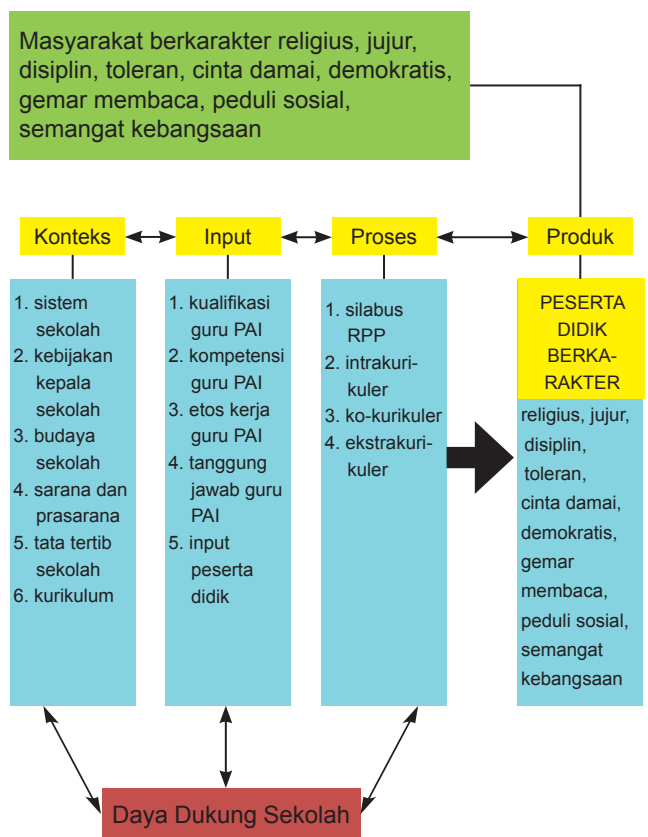 Masyarakat berkarakter religius, jujur,
disiplin, toleran, cinta damai, demokratis,
gemar membaca, peduli sosial,
semangat kebangsaan
Konteks
Input
Proses
Produk
1. sistem
sekolah
2. kebijakan
kepala
sekolah
3. budaya
sekolah
4. sarana dan
prasarana
5. tata tertib
sekolah
6. kurikulum
1. kualifikasi
guru PAI
2. kompetensi
guru PAI
3. etos kerja
guru PAI
4. tanggung
jawab guru
PAI
5. input
peserta
didik
1. silabus
RPP
2. intrakuri-
kuler
3. ko-kurikuler
4. ekstrakuri-
kuler
PESERTA
DIDIK
BERKA-
RAKTER
religius, jujur,
disiplin,
toleran,
cinta damai,
demokratis,
gemar
membaca,
peduli sosial,
semangat
kebangsaan
Daya Dukung Sekolah